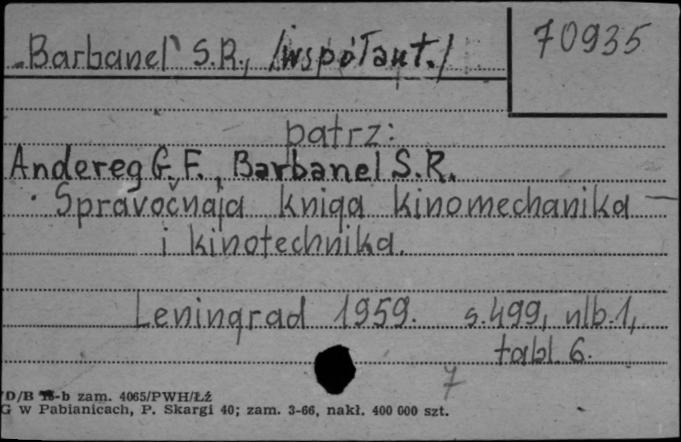 Barbanel' S.R., /współaut./
70935
patrz:
Andereg G.F., Barbanel S.R.
Spravočnaja kniga kinomechanika
i kinotechnika.
Leningrad 1959. s.499, nlb.1,
tabl. 6.
7
D/B -b zam. 4065/PWH/Łź
G w Pabianicach, P. Skargi 40; zam. 3-66, nakł. 400 000 szt.